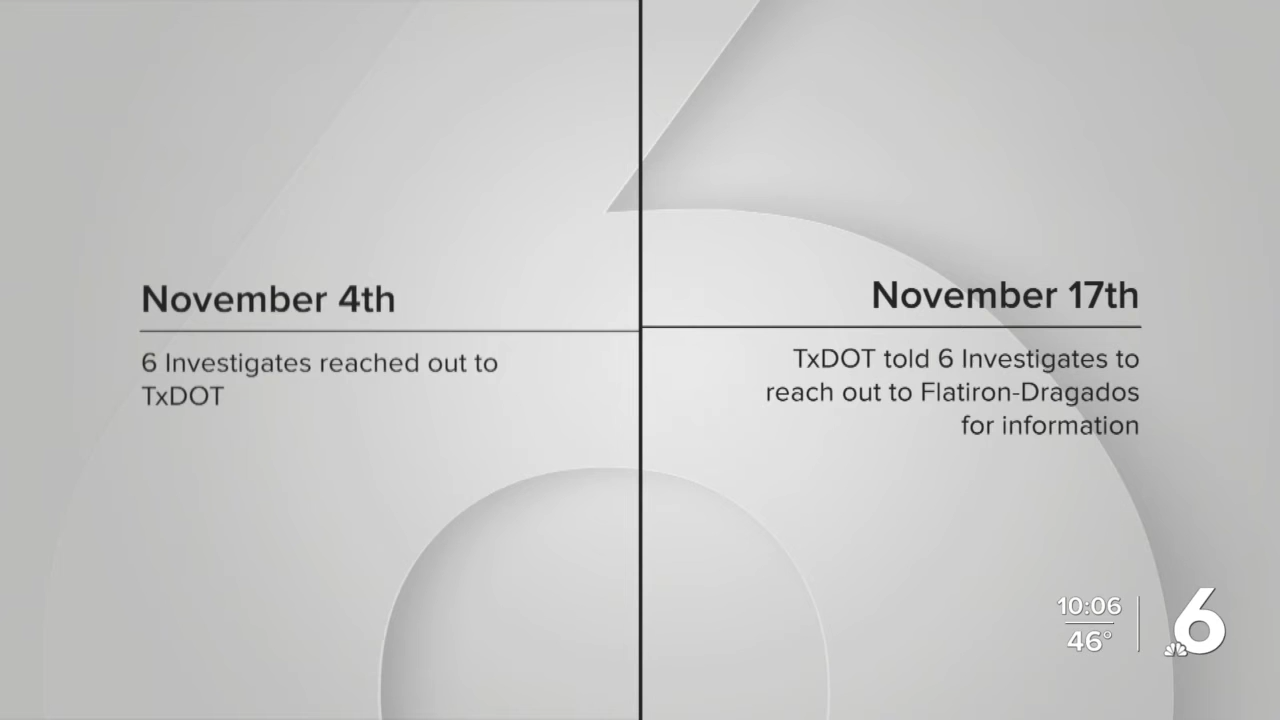 November 4th
6 Investigates reached out to
TxDOT
November 17th
TxDOT told 6 Investigates to
reach out to Flatiron-Dragados
for information
10:06
46°
6